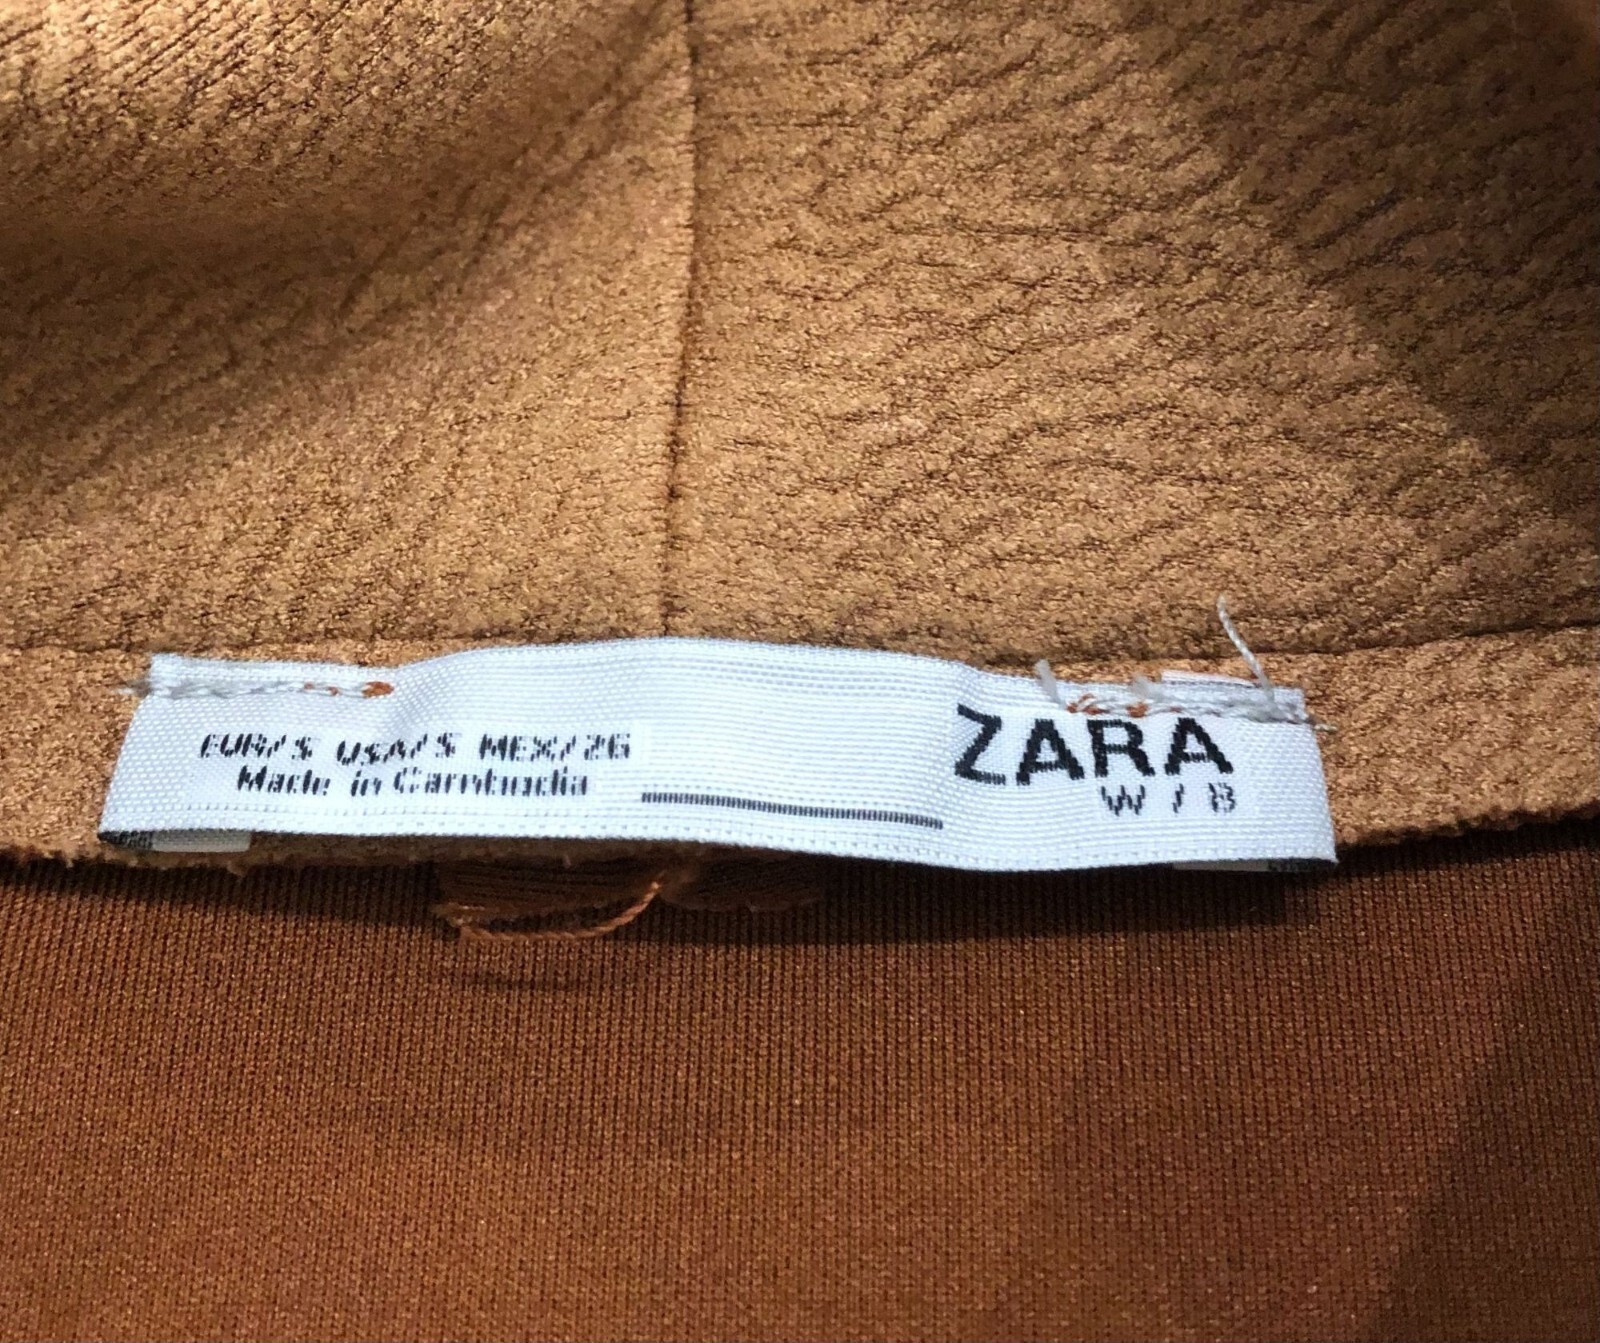 EUR/S USA/S MEX/26
Made in Cambodia
ZARA
W / B